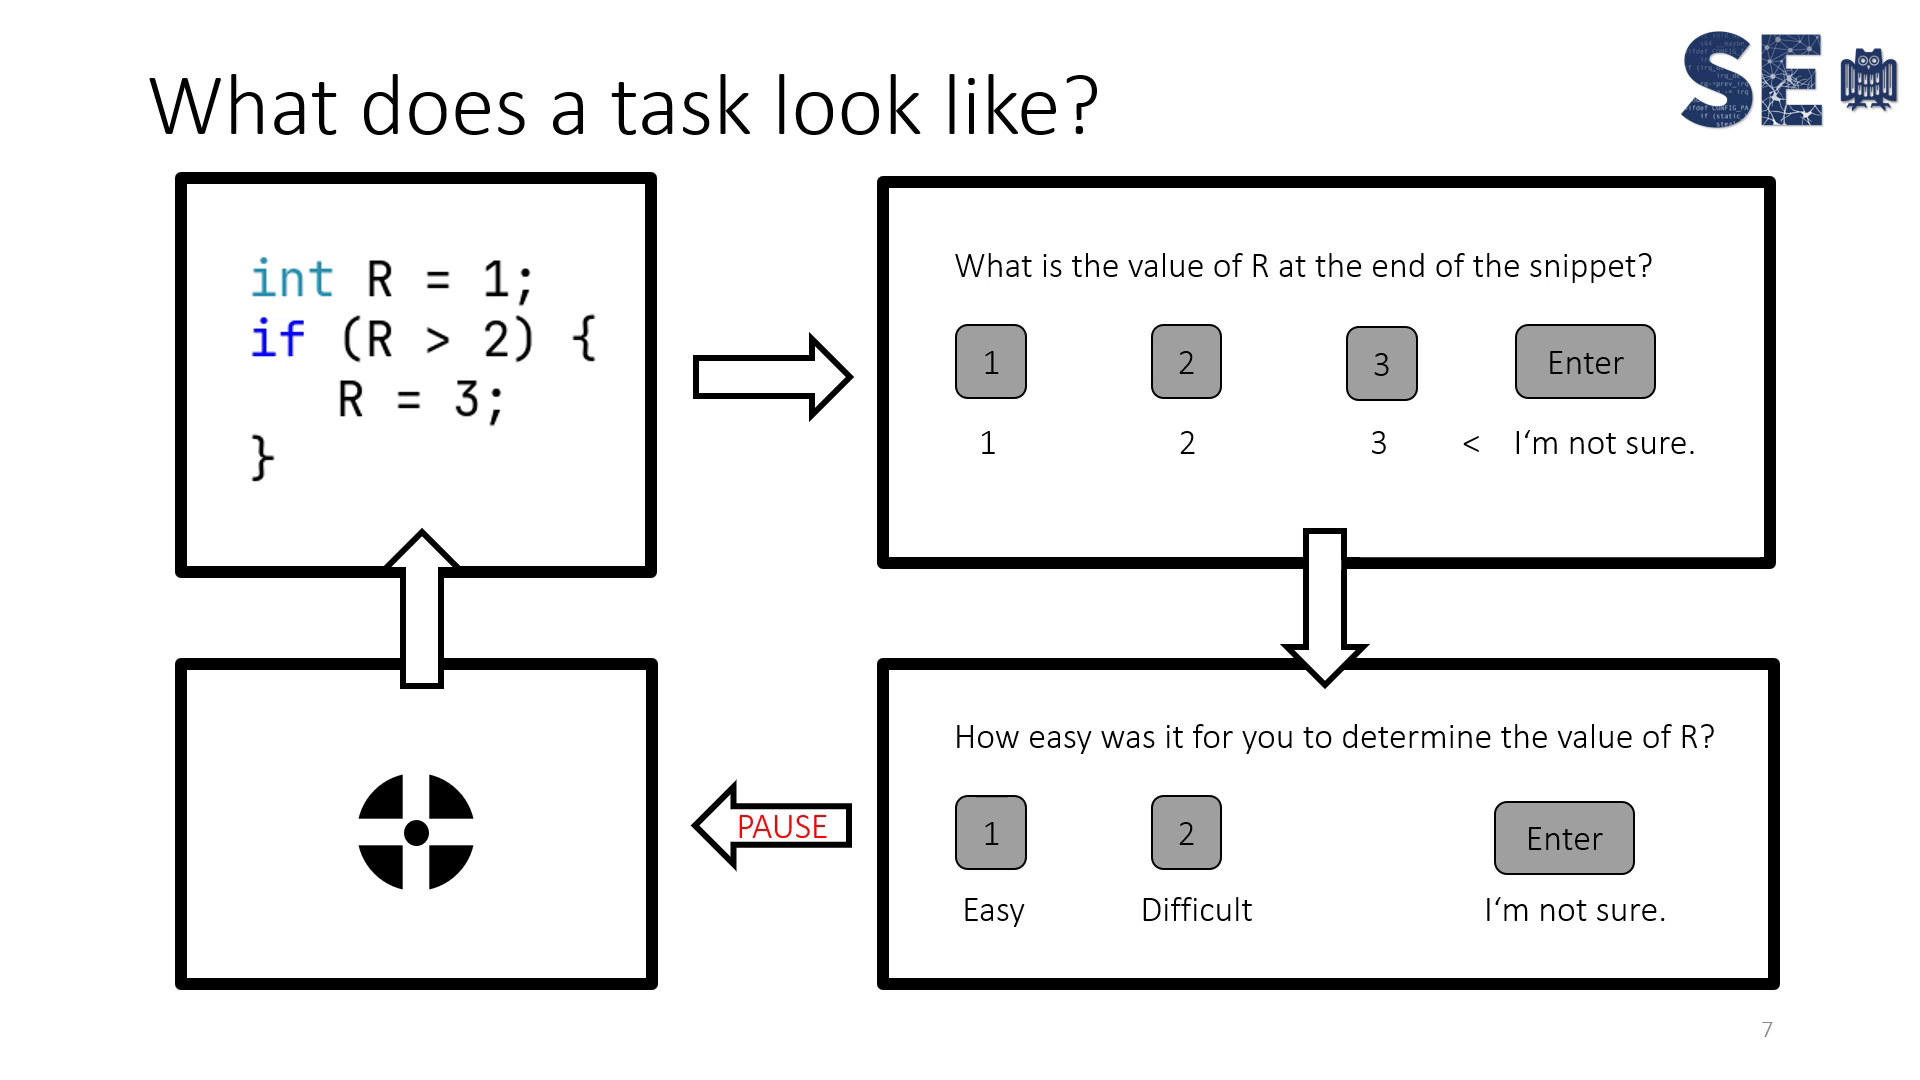 What does a task look like?
SE
int R = 1;
if (R > 2) {
R = 3;
}
What is the value of R at the end of the snippet?
1 2 3 Enter
1 2 3 < I‘m not sure.
PAUSE
How easy was it for you to determine the value of R?
1 2 Enter
Easy Difficult I‘m not sure.
7